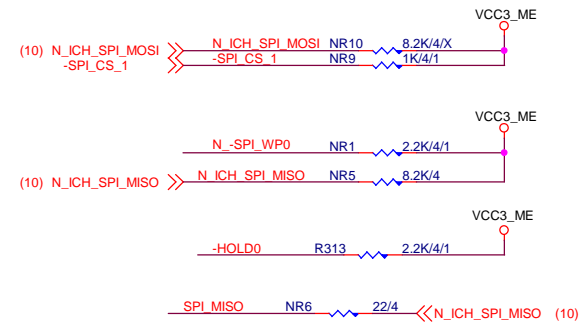 VCC3_ME
(10) N_ICH_SPI_MOSI N_ICH_SPI_MOSI NR10 8.2K/4/X
-SPI_CS_1 -SPI_CS_1 NR9 1K/4/1
VCC3_ME
N_-SPI_WP0 NR1 2.2K/4/1
(10) N_ICH_SPI_MISO N_ICH_SPI_MISO NR5 8.2K/4
VCC3_ME
-HOLD0 R313 2.2K/4/1
SPI_MISO NR6 22/4 N_ICH_SPI_MISO (10)